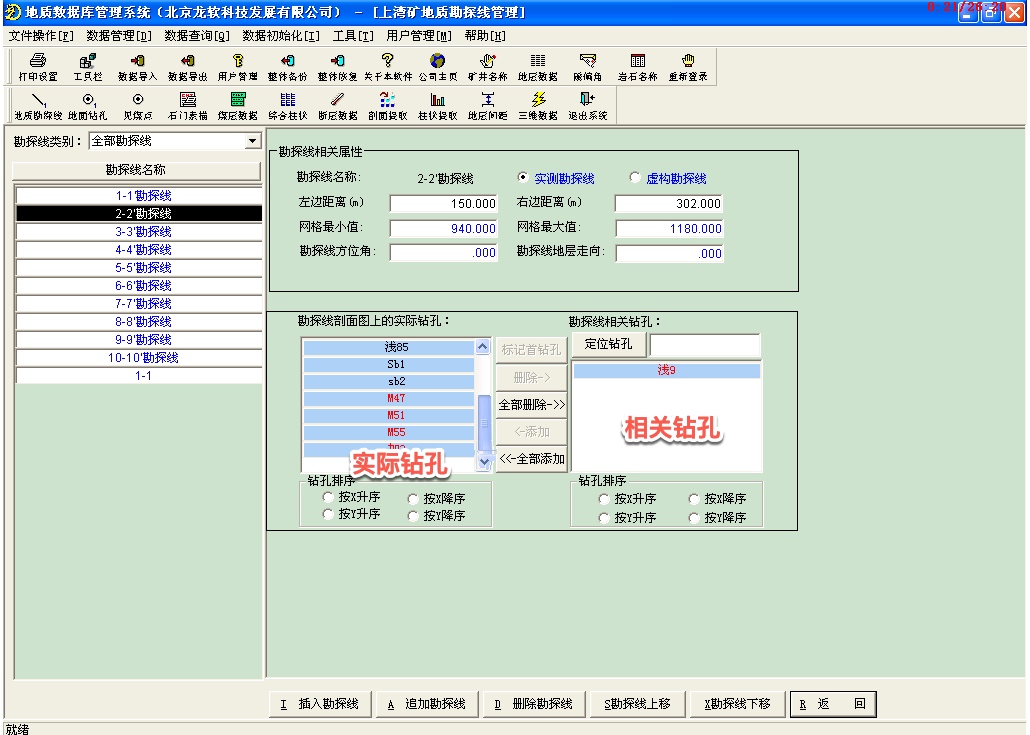 地质数据库管理系统（北京龙软科技发展有限公司） - [上湾矿地质勘探线管理]
文件操作[F] 数据管理[D] 数据查询[Q] 数据初始化[I] 工具[T] 用户管理[M] 帮助[H]
打印设置 工具栏 数据导入 数据导出 用户管理 整体备份 整体恢复 关于本软件 公司主页 矿井名称 地层数据 岩石名称 重新登录
地质勘探线 地面钻孔 见煤点 石门素描 煤层数据 综合柱状 断层数据 剖面提取 柱状提取 地层间距 三维数据 退出系统
勘探线类别： 全部勘探线
勘探线名称
1-1'勘探线
2-2'勘探线
3-3'勘探线
4-4'勘探线
5-5'勘探线
6-6'勘探线
7-7'勘探线
8-8'勘探线
9-9'勘探线
10-10'勘探线
1-1
勘探线相关属性
勘探线名称: 2-2'勘探线 实测勘探线 虚构勘探线
左边距离(m) 150.000 右边距离(m) 302.000
网格最小值: 940.000 网格最大值: 1180.000
勘探线方位角: .000 勘探线地层走向: .000
勘探线剖面图上的实际钻孔：
浅85
Sb1
sb2
M47
M51
M55
实际钻孔
钻孔排序
按X升序 按X降序
按Y升序 按Y降序
标记首钻孔
删除->
全部删除->>
<-添加
<<-全部添加
勘探线相关钻孔：
定位钻孔
浅9
相关钻孔
钻孔排序
按X升序 按X降序
按Y升序 按Y降序
I 插入勘探线 A 追加勘探线 D 删除勘探线 S勘探线上移 X勘探线下移 R 返 回
就绪